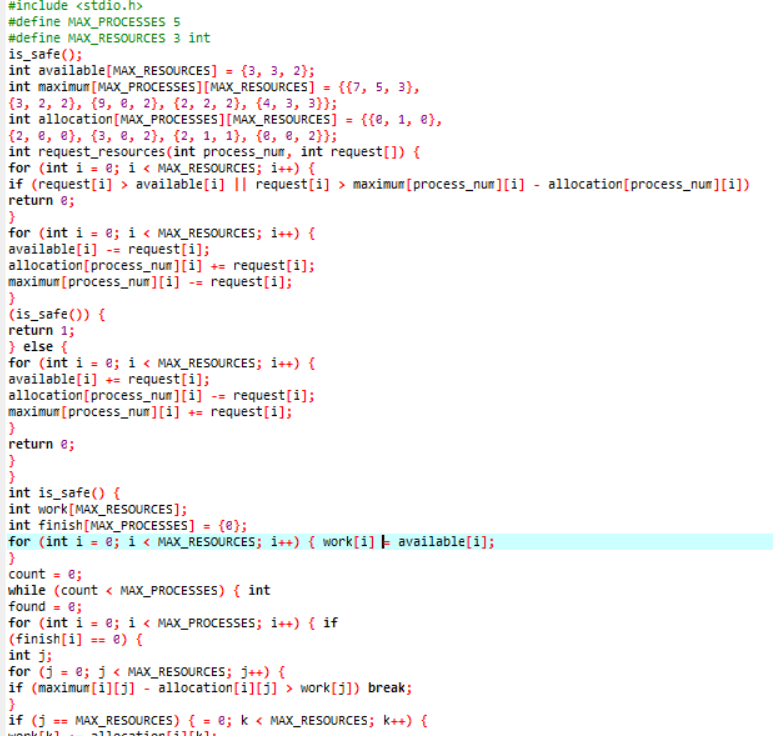 #include <stdio.h>
#define MAX_PROCESSES 5
#define MAX_RESOURCES 3 int
is_safe();
int available[MAX_RESOURCES] = {3, 3, 2};
int maximum[MAX_PROCESSES][MAX_RESOURCES] = {{7, 5, 3},
{3, 2, 2}, {9, 0, 2}, {2, 2, 2}, {4, 3, 3}};
int allocation[MAX_PROCESSES][MAX_RESOURCES] = {{0, 1, 0},
{2, 0, 0}, {3, 0, 2}, {2, 1, 1}, {0, 0, 2}};
int request_resources(int process_num, int request[]) {
for (int i = 0; i < MAX_RESOURCES; i++) {
if (request[i] > available[i] || request[i] > maximum[process_num][i] - allocation[process_num][i])
return 0;
}
for (int i = 0; i < MAX_RESOURCES; i++) {
available[i] -= request[i];
allocation[process_num][i] += request[i];
maximum[process_num][i] -= request[i];
}
(is_safe()) {
return 1;
} else {
for (int i = 0; i < MAX_RESOURCES; i++) {
available[i] += request[i];
allocation[process_num][i] -= request[i];
maximum[process_num][i] += request[i];
}
return 0;
}
}
int is_safe() {
int work[MAX_RESOURCES];
int finish[MAX_PROCESSES] = {0};
for (int i = 0; i < MAX_RESOURCES; i++) { work[i] = available[i];
}
count = 0;
while (count < MAX_PROCESSES) { int
found = 0;
for (int i = 0; i < MAX_PROCESSES; i++) { if
(finish[i] == 0) {
int j;
for (j = 0; j < MAX_RESOURCES; j++) {
if (maximum[i][j] - allocation[i][j] > work[j]) break;
}
if (j == MAX_RESOURCES) { = 0; k < MAX_RESOURCES; k++) {
work[k] += allocation[i][k];